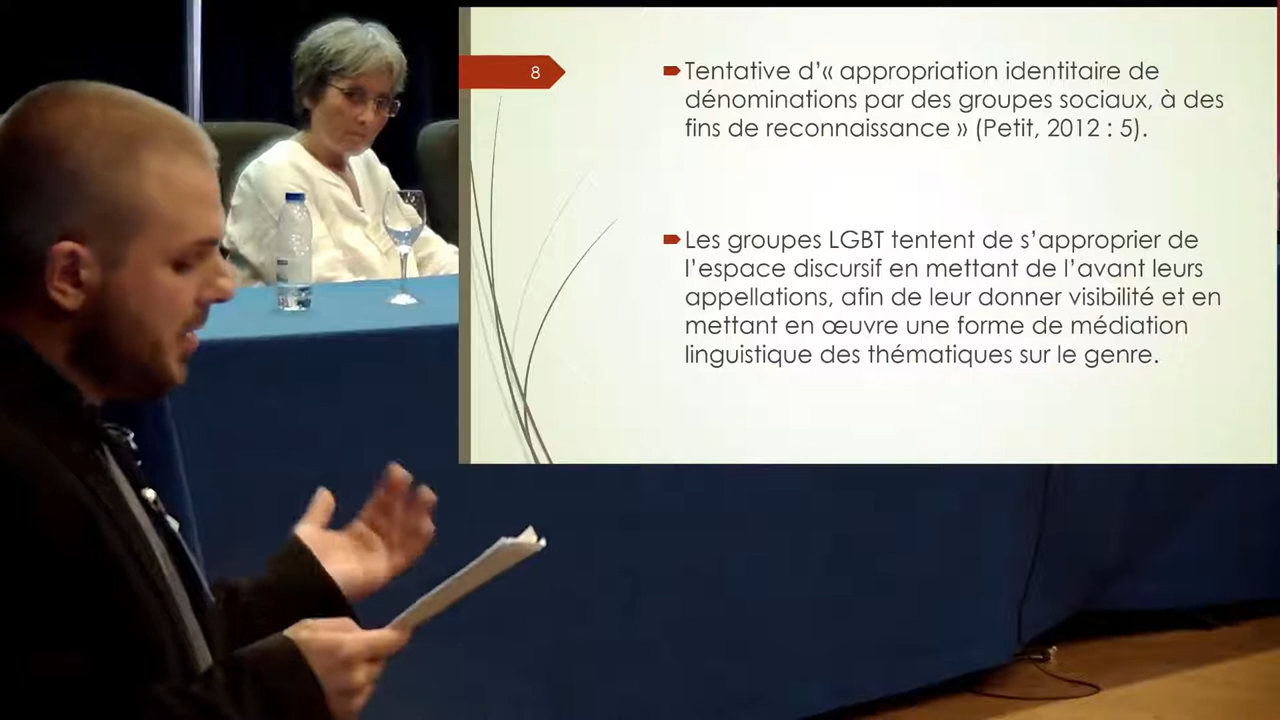 8
Tentative d’« appropriation identitaire de
dénominations par des groupes sociaux, à des
fins de reconnaissance » (Petit, 2012 : 5).
Les groupes LGBT tentent de s’approprier de
l’espace discursif en mettant de l’avant leurs
appellations, afin de leur donner visibilité et en
mettant en œuvre une forme de médiation
linguistique des thématiques sur le genre.